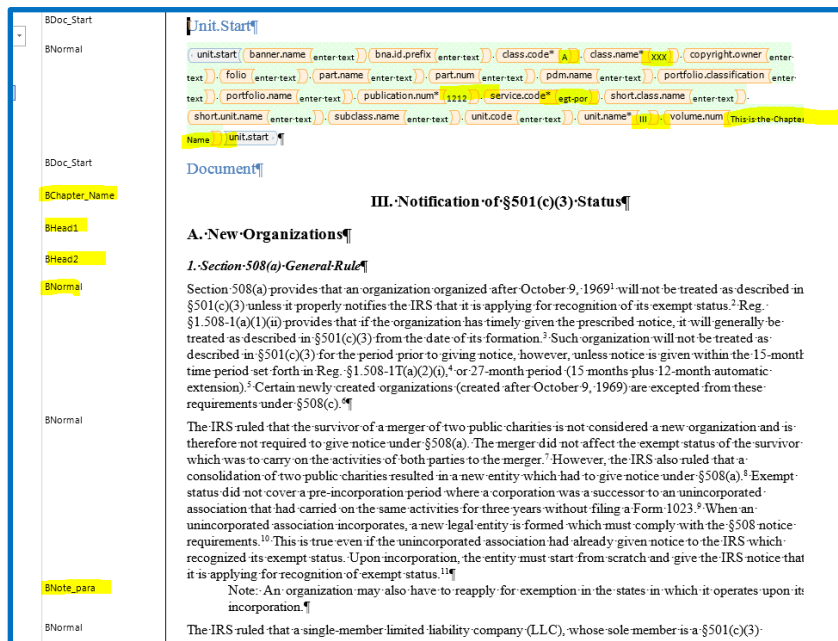 BDoc_Start
Unit.Start¶
BNormal
unit.start banner.name enter·text bna.id.prefix enter·text class.code* A class.name* XXX copyright.owner enter·
text folio enter·text part.name enter·text part.num enter·text pdm.name enter·text portfolio.classification enter·
text portfolio.name enter·text publication.num* 1212 service.code* egt-por short.class.name enter·text
short.unit.name enter·text subclass.name enter·text unit.code enter·text unit.name* III volume.num This·is·the·Chapter
Name unit.start ¶
BDoc_Start
Document¶
BChapter_Name
III.·Notification·of·§501(c)(3)·Status¶
BHead1
A.·New·Organizations¶
BHead2
1.·Section·508(a)·General·Rule¶
BNormal
Section·508(a)·provides·that·an·organization·organized·after·October·9,·1969¹·will·not·be·treated·as·described·in
§501(c)(3)·unless·it·properly·notifies·the·IRS·that·it·is·applying·for·recognition·of·its·exempt·status.²·Reg.·
§1.508-1(a)(1)(ii)·provides·that·if·the·organization·has·timely·given·the·prescribed·notice,·it·will·generally·be·
treated·as·described·in·§501(c)(3)·from·the·date·of·its·formation.³·Such·organization·will·not·be·treated·as·
described·in·§501(c)(3)·for·the·period·prior·to·giving·notice,·however,·unless·notice·is·given·within·the·15-month
time·period·set·forth·in·Reg.·§1.508-1T(a)(2)(i),⁴·or·27-month·period·(15·months·plus·12-month·automatic·
extension).⁵·Certain·newly·created·organizations·(created·after·October·9,·1969)·are·excepted·from·these·
requirements·under·§508(c).⁶¶
BNormal
The·IRS·ruled·that·the·survivor·of·a·merger·of·two·public·charities·is·not·considered·a·new·organization·and·is·
therefore·not·required·to·give·notice·under·§508(a).·The·merger·did·not·affect·the·exempt·status·of·the·survivor·
which·was·to·carry·on·the·activities·of·both·parties·to·the·merger.⁷·However,·the·IRS·also·ruled·that·a·
consolidation·of·two·public·charities·resulted·in·a·new·entity·which·had·to·give·notice·under·§508(a).⁸·Exempt·
status·did·not·cover·a·pre-incorporation·period·where·a·corporation·was·a·successor·to·an·unincorporated·
association·that·had·carried·on·the·same·activities·for·three·years·without·filing·a·Form·1023.⁹·When·an·
unincorporated·association·incorporates,·a·new·legal·entity·is·formed·which·must·comply·with·the·§508·notice·
requirements.¹⁰·This·is·true·even·if·the·unincorporated·association·had·already·given·notice·to·the·IRS·which·
recognized·its·exempt·status.·Upon·incorporation,·the·entity·must·start·from·scratch·and·give·the·IRS·notice·that
it·is·applying·for·recognition·of·exempt·status.¹¹¶
BNote_para
Note:·An·organization·may·also·have·to·reapply·for·exemption·in·the·states·in·which·it·operates·upon·its
incorporation.¶
BNormal
The·IRS·ruled·that·a·single-member·limited·liability·company·(LLC),·whose·sole·member·is·a·§501(c)(3)·